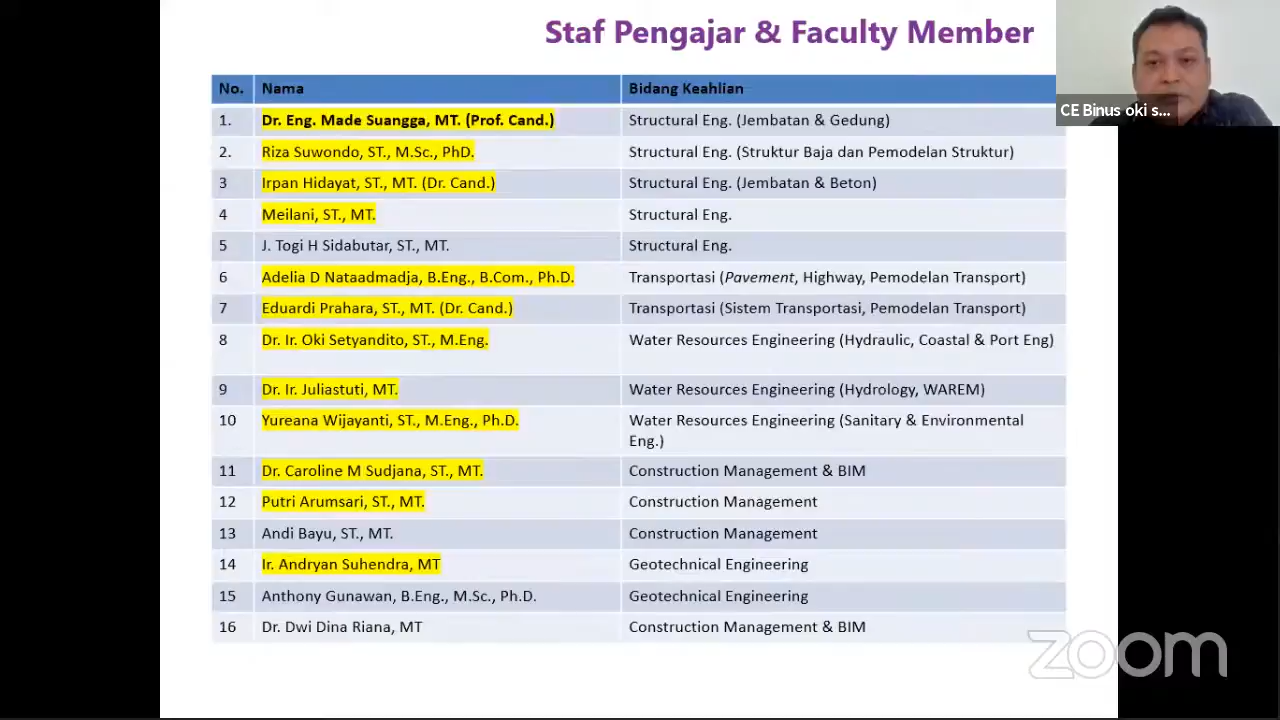 Staf Pengajar & Faculty Member
CE Binus oki s...
No. Nama Bidang Keahlian
1. Dr. Eng. Made Suangga, MT. (Prof. Cand.) Structural Eng. (Jembatan & Gedung)
2. Riza Suwondo, ST., M.Sc., PhD. Structural Eng. (Struktur Baja dan Pemodelan Struktur)
3 Irpan Hidayat, ST., MT. (Dr. Cand.) Structural Eng. (Jembatan & Beton)
4 Meilani, ST., MT. Structural Eng.
5 J. Togi H Sidabutar, ST., MT. Structural Eng.
6 Adelia D Nataadmadja, B.Eng., B.Com., Ph.D. Transportasi (Pavement, Highway, Pemodelan Transport)
7 Eduardi Prahara, ST., MT. (Dr. Cand.) Transportasi (Sistem Transportasi, Pemodelan Transport)
8 Dr. Ir. Oki Setyandito, ST., M.Eng. Water Resources Engineering (Hydraulic, Coastal & Port Eng)
9 Dr. Ir. Juliastuti, MT. Water Resources Engineering (Hydrology, WAREM)
10 Yureana Wijayanti, ST., M.Eng., Ph.D. Water Resources Engineering (Sanitary & Environmental
Eng.)
11 Dr. Caroline M Sudjana, ST., MT. Construction Management & BIM
12 Putri Arumsari, ST., MT. Construction Management
13 Andi Bayu, ST., MT. Construction Management
14 Ir. Andryan Suhendra, MT Geotechnical Engineering
15 Anthony Gunawan, B.Eng., M.Sc., Ph.D. Geotechnical Engineering
16 Dr. Dwi Dina Riana, MT Construction Management & BIM
zoom